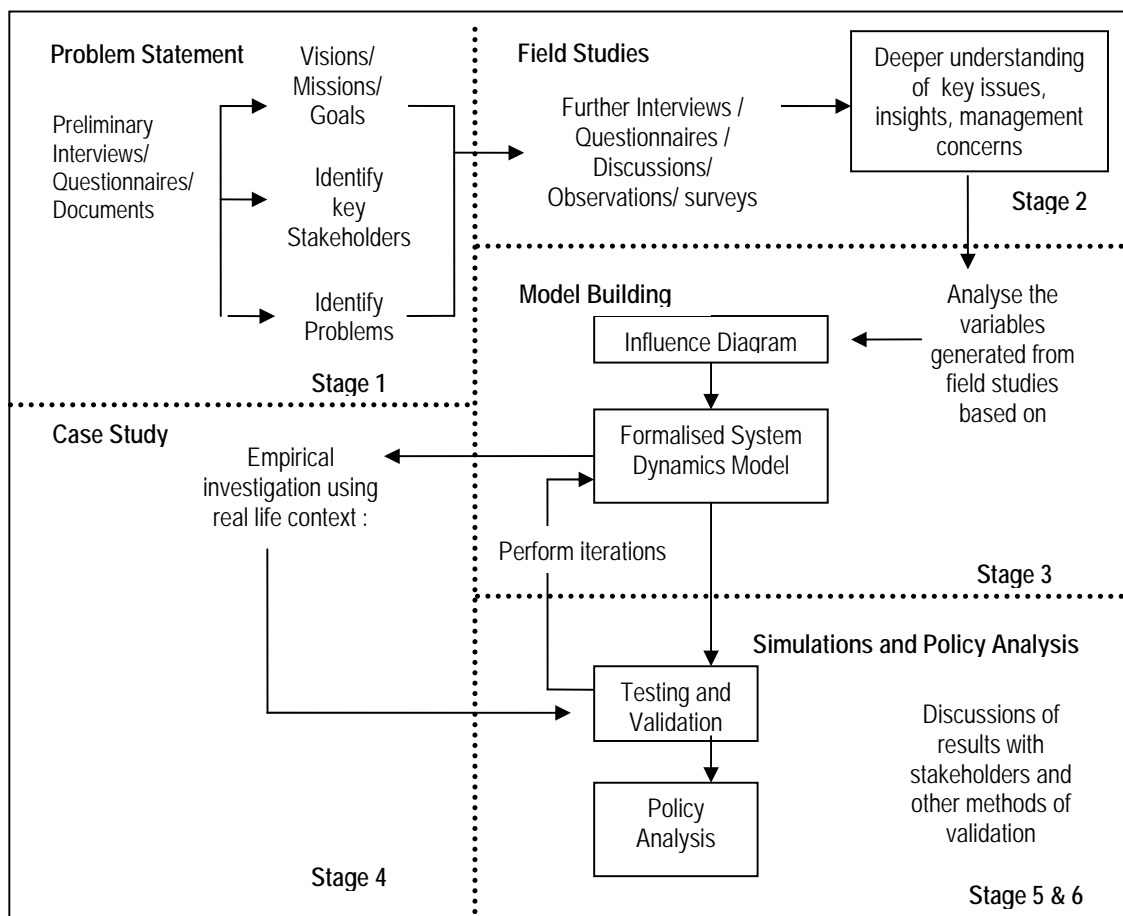 Problem Statement
Preliminary
Interviews/
Questionnaires/
Documents
Visions/
Missions/
Goals
Identify
key
Stakeholders
Identify
Problems
Stage 1
Field Studies
Further Interviews /
Questionnaires /
Discussions/
Observations/ surveys
Deeper understanding
of key issues,
insights, management
concerns
Stage 2
Model Building
Analyse the
variables
generated from
field studies
based on
Influence Diagram
Formalised System
Dynamics Model
Perform iterations
Stage 3
Case Study
Empirical
investigation using
real life context :
Stage 4
Simulations and Policy Analysis
Testing and
Validation
Policy
Analysis
Discussions of
results with
stakeholders and
other methods of
validation
Stage 5 & 6